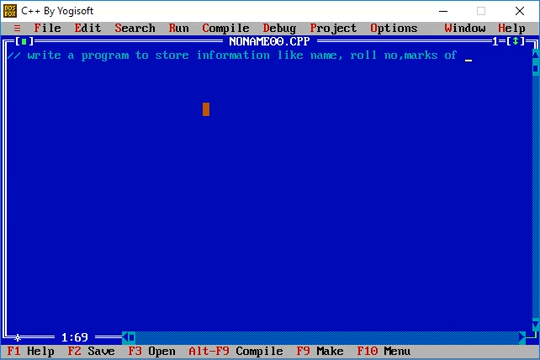 C++ By Yogisoft
≡ File Edit Search Run Compile Debug Project Options Window Help
[■] NONAME00.CPP 1=[↕]
// write a program to store information like name, roll no,marks of _
1:69
F1 Help F2 Save F3 Open Alt-F9 Compile F9 Make F10 Menu